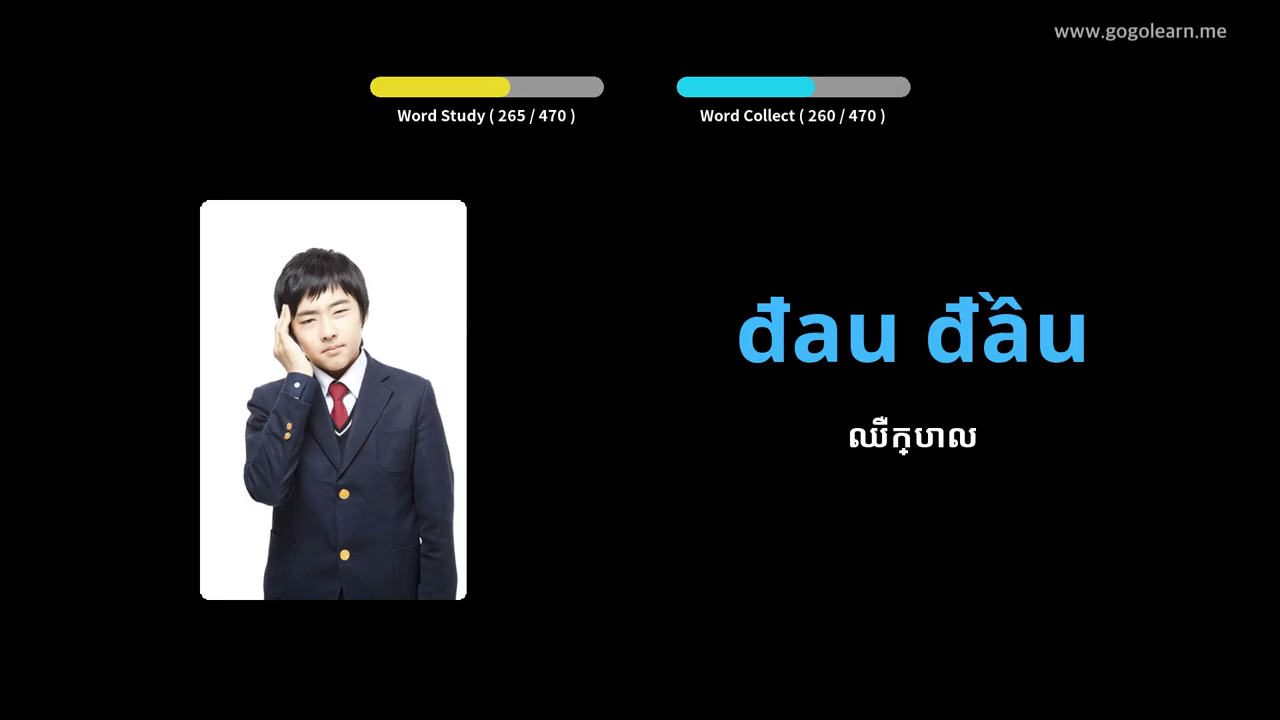 www.gogolearn.me
Word Study ( 265 / 470 )
Word Collect ( 260 / 470 )
đau đầu
ឈឺក្បាល